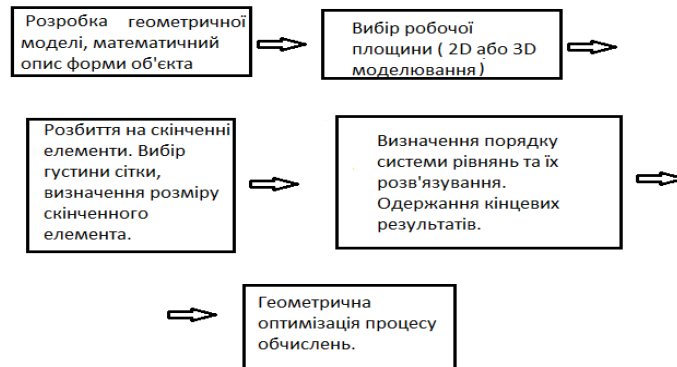 Розробка геометричної
моделі, математичний
опис форми об'єкта
Вибір робочої
площини ( 2D або 3D
моделювання )
Розбиття на скінченні
елементи. Вибір
густини сітки,
визначення розміру
скінченного
елемента.
Визначення порядку
системи рівнянь та їх
розв'язування.
Одержання кінцевих
результатів.
Геометрична
оптимізація процесу
обчислень.